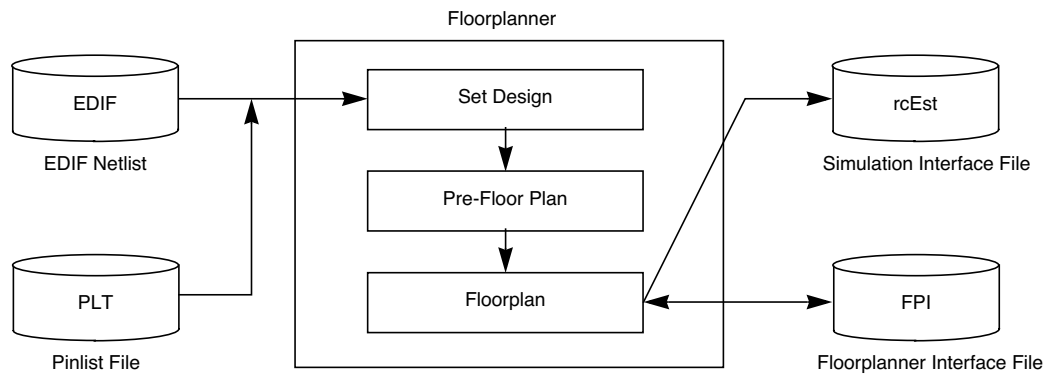 Floorplanner
EDIF
EDIF Netlist
PLT
Pinlist File
Set Design
Pre-Floor Plan
Floorplan
rcEst
Simulation Interface File
FPI
Floorplanner Interface File